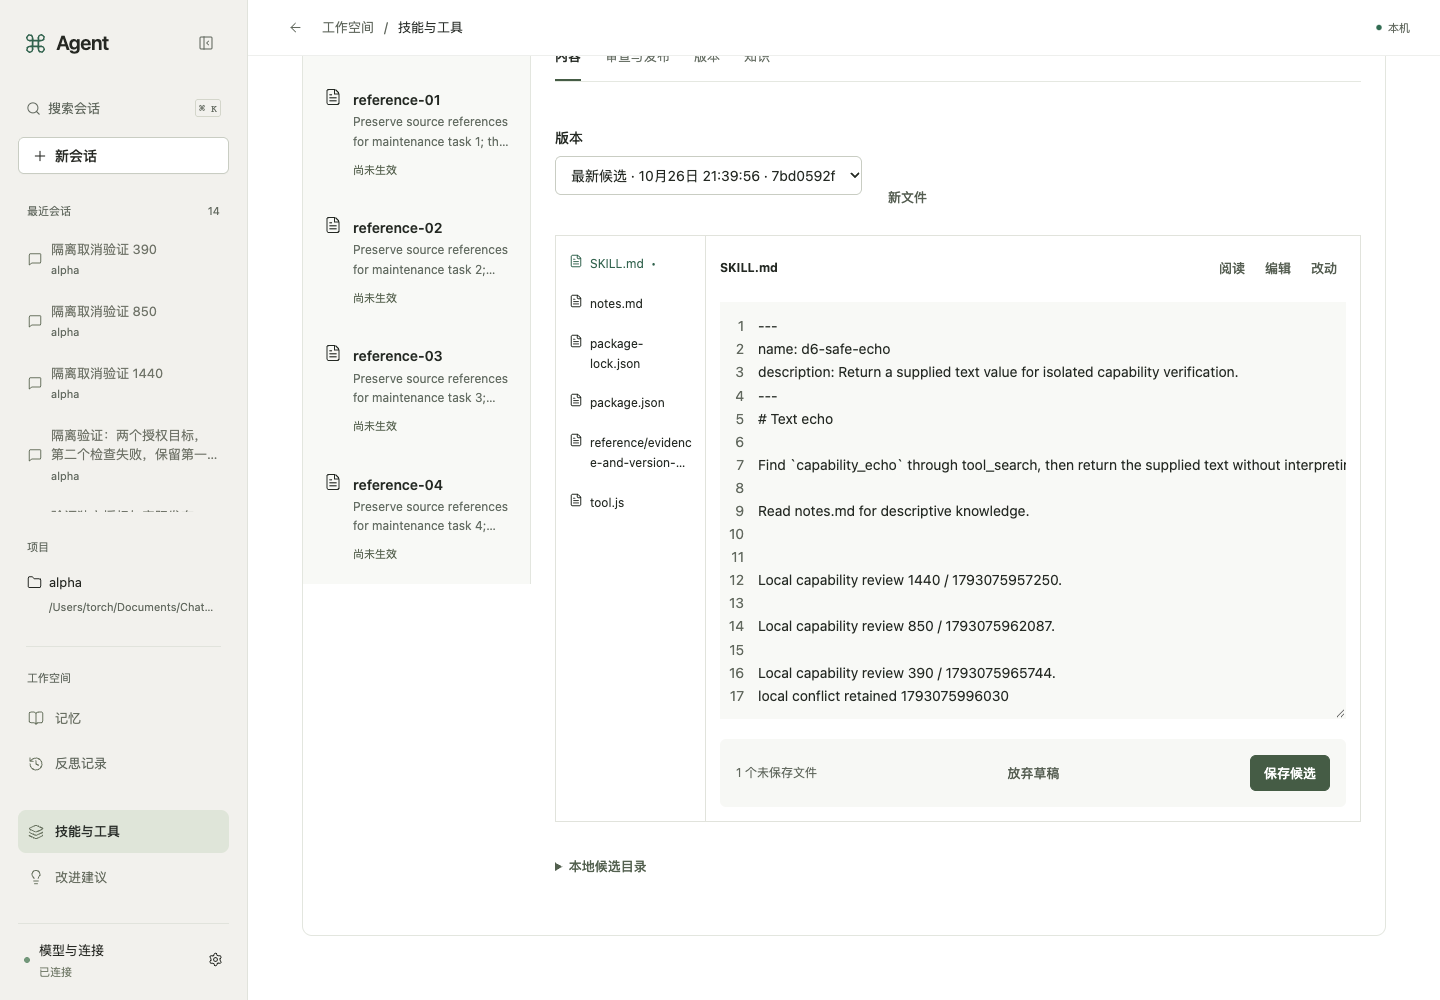 Agent
搜索会话
⌘ K
新会话
最近会话
14
隔离取消验证 390
alpha
隔离取消验证 850
alpha
隔离取消验证 1440
alpha
隔离验证：两个授权目标，
第二个检查失败，保留第一...
alpha
项目
alpha
/Users/torch/Documents/Chat...
工作空间
记忆
反思记录
技能与工具
改进建议
模型与连接
已连接
工作空间 / 技能与工具
本机
内容
审查与发布
版本
知识
reference-01
Preserve source references
for maintenance task 1; th...
尚未生效
reference-02
Preserve source references
for maintenance task 2;...
尚未生效
reference-03
Preserve source references
for maintenance task 3;...
尚未生效
reference-04
Preserve source references
for maintenance task 4;...
尚未生效
版本
最新候选 · 10月26日 21:39:56 · 7bd0592f
新文件
SKILL.md •
notes.md
package-
lock.json
package.json
reference/evidenc
e-and-version-...
tool.js
SKILL.md
阅读
编辑
改动
1 ---
2 name: d6-safe-echo
3 description: Return a supplied text value for isolated capability verification.
4 ---
5 # Text echo
6
7 Find `capability_echo` through tool_search, then return the supplied text without
8
9 Read notes.md for descriptive knowledge.
10
11
12 Local capability review 1440 / 1793075957250.
13
14 Local capability review 850 / 1793075962087.
15
16 Local capability review 390 / 1793075965744.
17 local conflict retained 1793075996030
1 个未保存文件
放弃草稿
保存候选
本地候选目录